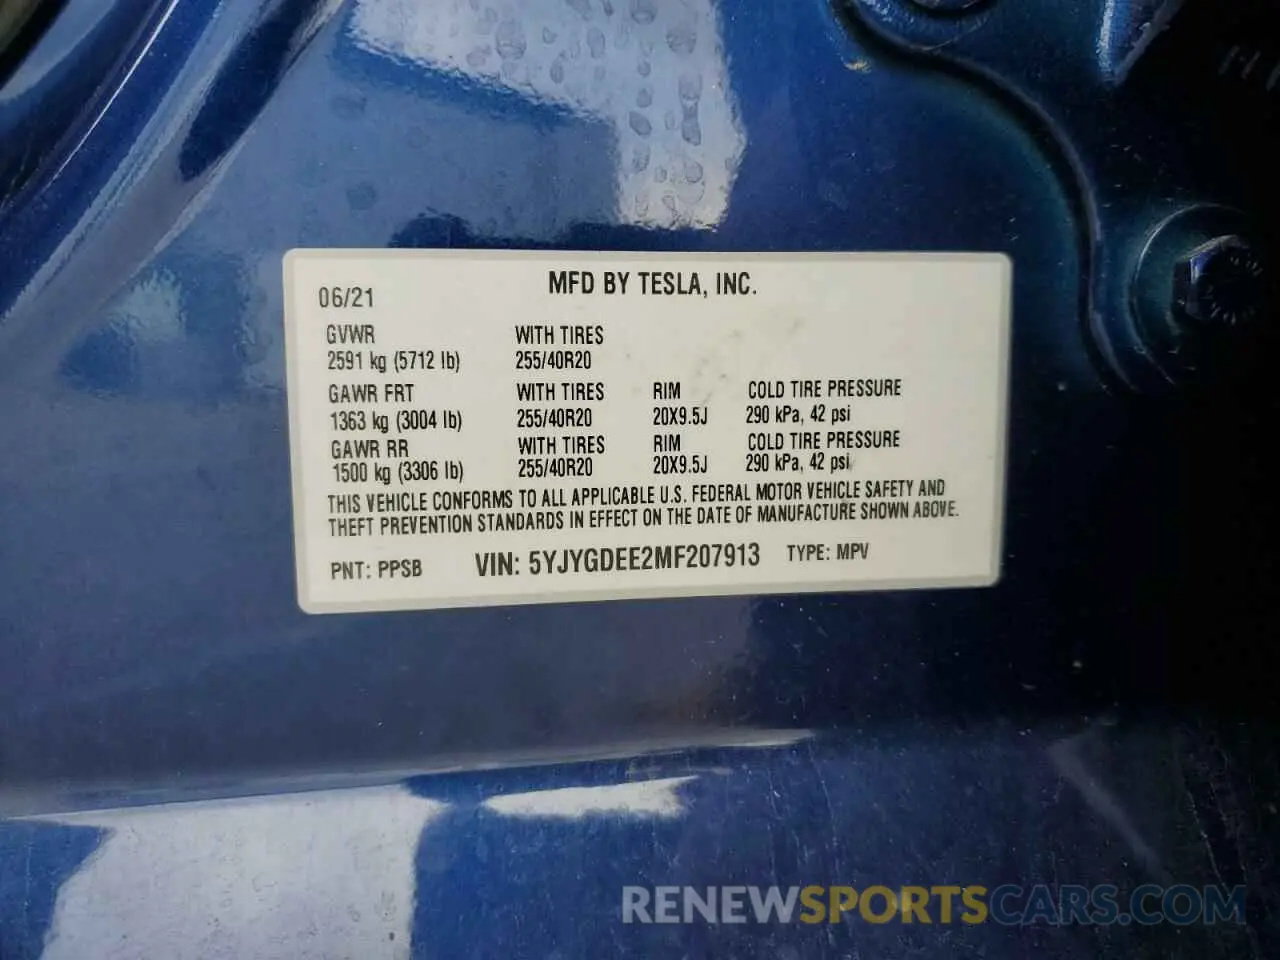 MFD BY TESLA, INC.
06/21
GVWR WITH TIRES
2591 kg (5712 lb) 255/40R20
GAWR FRT WITH TIRES RIM COLD TIRE PRESSURE
1363 kg (3004 lb) 255/40R20 20X9.5J 290 kPa, 42 psi
GAWR RR WITH TIRES RIM COLD TIRE PRESSURE
1500 kg (3306 lb) 255/40R20 20X9.5J 290 kPa, 42 psi
THIS VEHICLE CONFORMS TO ALL APPLICABLE U.S. FEDERAL MOTOR VEHICLE SAFETY AND
THEFT PREVENTION STANDARDS IN EFFECT ON THE DATE OF MANUFACTURE SHOWN ABOVE.
PNT: PPSB VIN: 5YJYGDEE2MF207913 TYPE: MPV
RENEWSPORTSCARS.COM